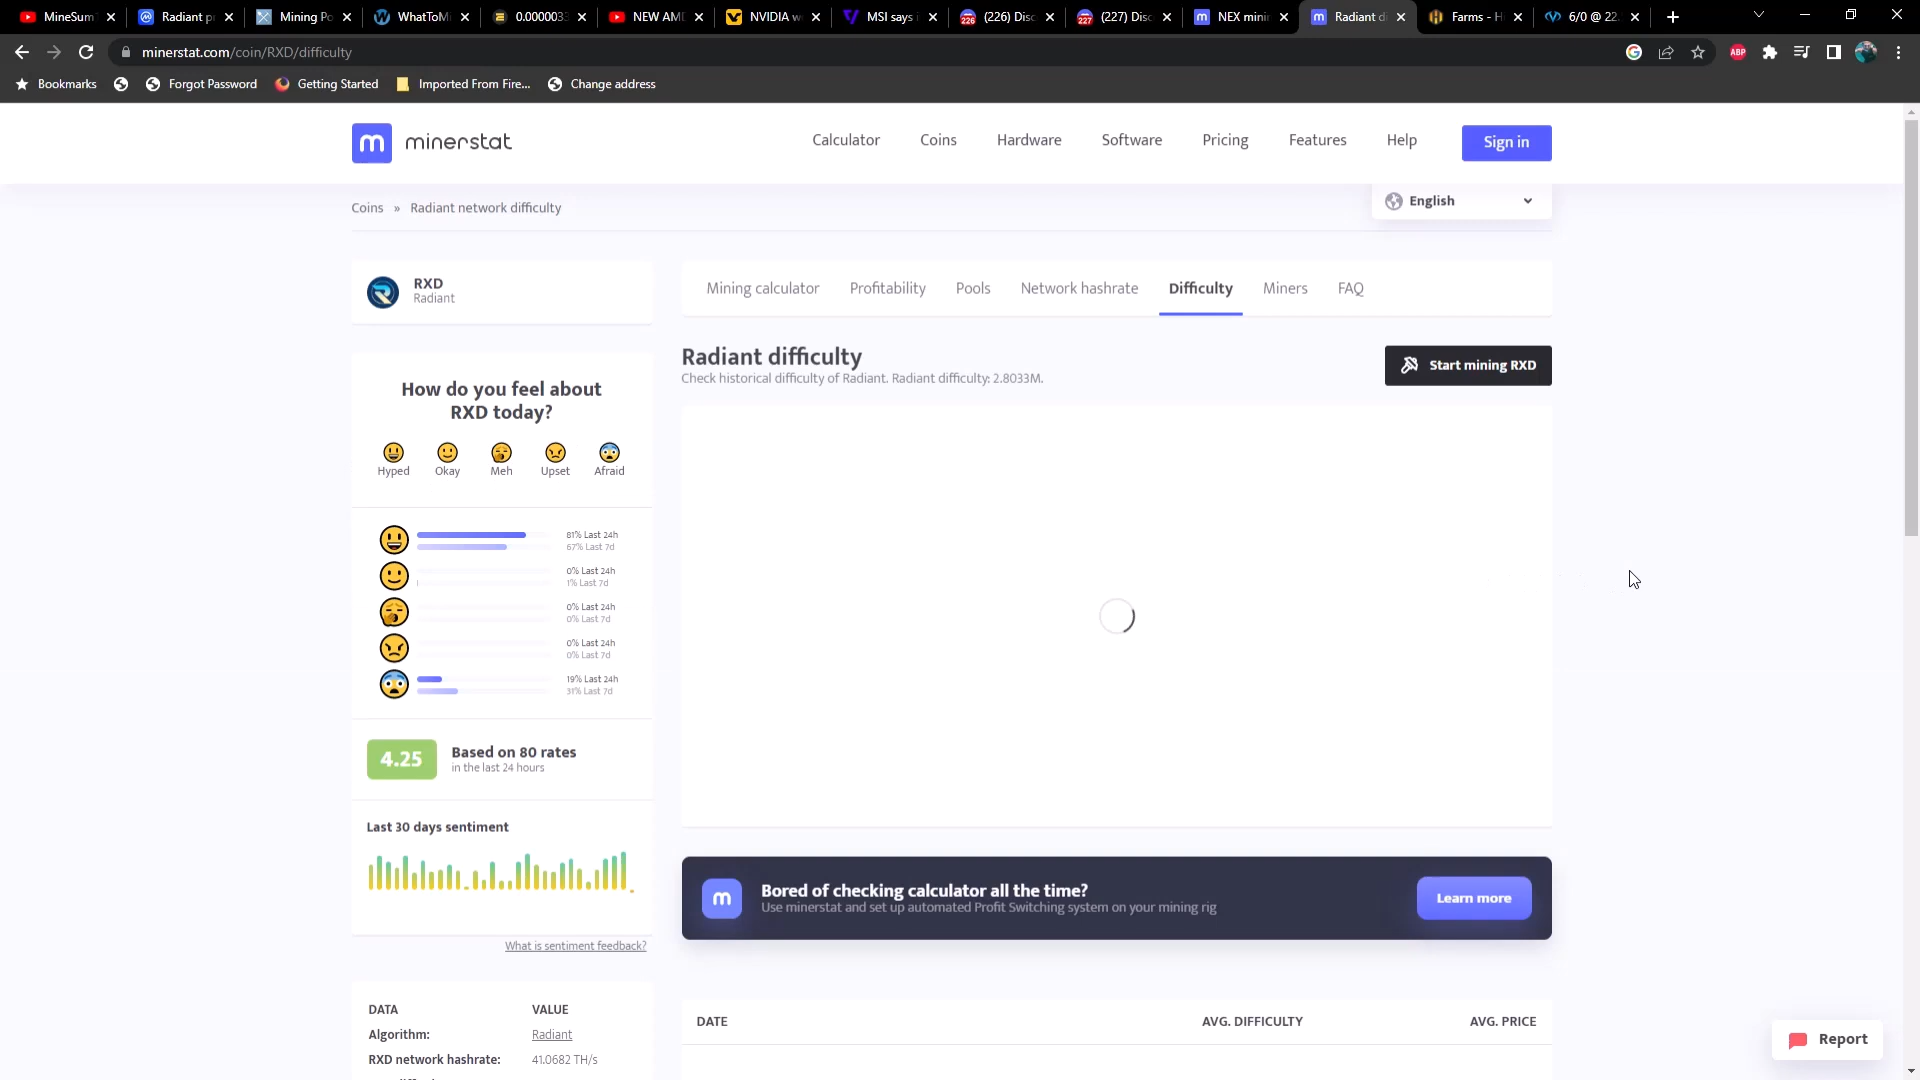 MineSum
Radiant p
Mining Po
WhatToMi
0.0000033
NEW AMD
NVIDIA w
MSI says i
(226) Disc
(227) Disc
NEX minin
Radiant di
Farms - Hi
6/0 @ 22.
minerstat.com/coin/RXD/difficulty
ABP
Bookmarks
Forgot Password
Getting Started
Imported From Fire...
Change address
m minerstat
Calculator
Coins
Hardware
Software
Pricing
Features
Help
Sign in
Coins » Radiant network difficulty
English
RXD
Radiant
Mining calculator
Profitability
Pools
Network hashrate
Difficulty
Miners
FAQ
Radiant difficulty
Check historical difficulty of Radiant. Radiant difficulty: 2.8033M.
Start mining RXD
How do you feel about
RXD today?
Hyped
Okay
Meh
Upset
Afraid
81% Last 24h
67% Last 7d
0% Last 24h
1% Last 7d
0% Last 24h
0% Last 7d
0% Last 24h
0% Last 7d
19% Last 24h
31% Last 7d
4.25
Based on 80 rates
in the last 24 hours
Last 30 days sentiment
What is sentiment feedback?
m
Bored of checking calculator all the time?
Use minerstat and set up automated Profit Switching system on your mining rig
Learn more
DATA VALUE
Algorithm: Radiant
RXD network hashrate: 41.0682 TH/s
DATE AVG. DIFFICULTY AVG. PRICE
Report